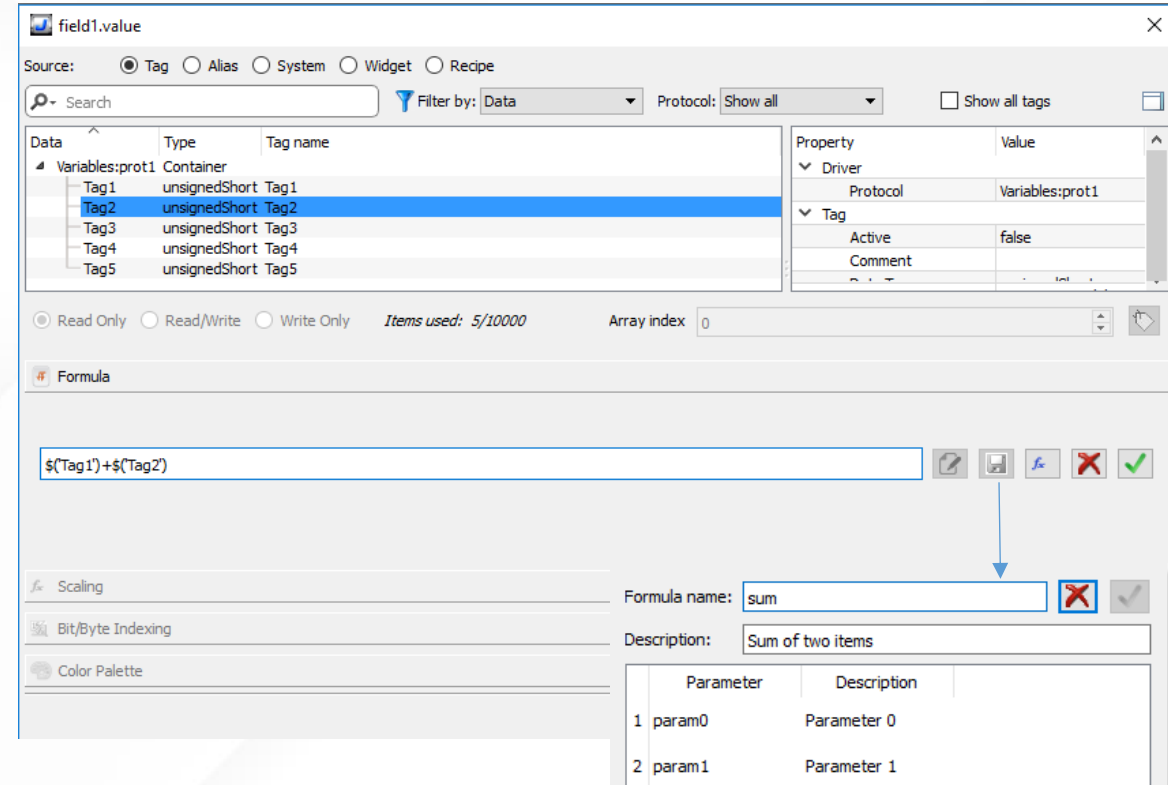 field1.value
Source: Tag Alias System Widget Recipe
Search Filter by: Data Protocol: Show all Show all tags
Data Type Tag name
Variables:prot1 Container
Tag1 unsignedShort Tag1
Tag2 unsignedShort Tag2
Tag3 unsignedShort Tag3
Tag4 unsignedShort Tag4
Tag5 unsignedShort Tag5
Property Value
Driver
Protocol Variables:prot1
Tag
Active false
Comment
Read Only Read/Write Write Only Items used: 5/10000 Array index 0
Formula
$('Tag1')+$('Tag2')
fx
fx Scaling
Bit/Byte Indexing
Color Palette
Formula name: sum
Description: Sum of two items
Parameter Description
1 param0 Parameter 0
2 param1 Parameter 1